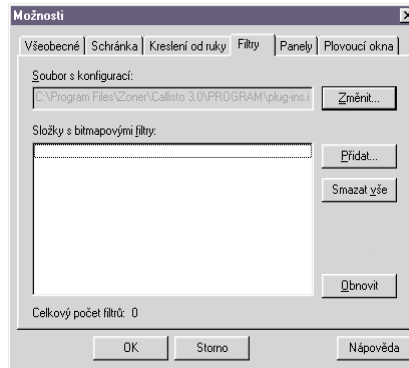 Možnosti
Všeobecné Schránka Kreslení od ruky Filtry Panely Plovoucí okna
Soubor s konfigurací:
C:\Program Files\Zoner\Callisto 3.0\PROGRAM\plug-ins.i Změnit...
Složky s bitmapovými filtry:
Přidat...
Smazat vše
Obnovit
Celkový počet filtrů: 0
OK Storno Nápověda